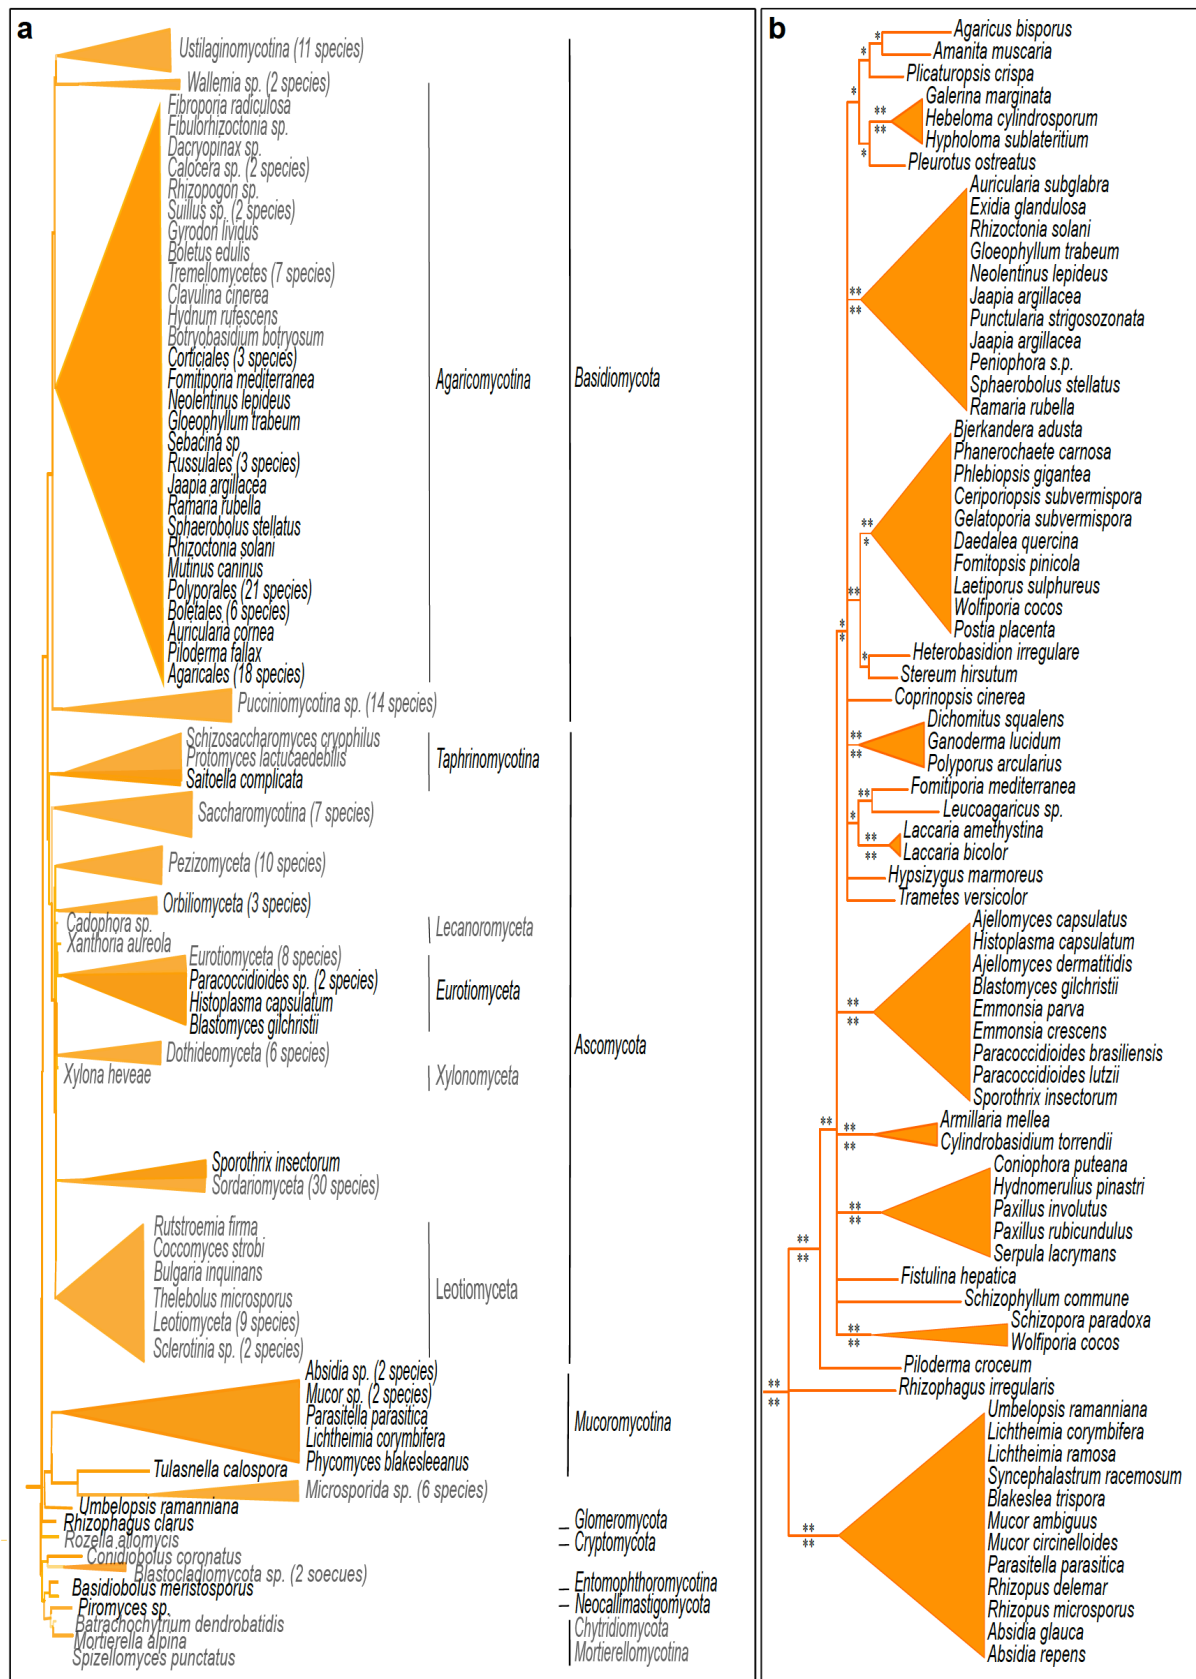 a
Ustilaginomycotina (11 species)
Wallemia sp. (2 species)
Fibroporia radiculosa
Fibulorhizoctonia sp.
Dacryopinax sp.
Calocera sp. (2 species)
Rhizopogon sp.
Suillus sp. (2 species)
Gyrodon lividus
Boletus edulis
Tremellomycetes (7 species)
Clavulina cinerea
Hydnum rufescens
Botryobasidium botryosum
Corticiales (3 species)
Fomitiporia mediterranea
Neolentinus lepideus
Gloeophyllum trabeum
Sebacina sp
Russulales (3 species)
Jaapia argillacea
Ramaria rubella
Sphaerobolus stellatus
Rhizoctonia solani
Mutinus caninus
Polyporales (21 species)
Boletales (6 species)
Auricularia cornea
Piloderma fallax
Agaricales (18 species)
Pucciniomycotina sp. (14 species)
Agaricomycotina
Basidiomycota
Schizosaccharomyces cryophilus
Protomyces lactucaedebilis
Saitoella complicata
Taphrinomycotina
Saccharomycotina (7 species)
Pezizomyceta (10 species)
Orbiliomyceta (3 species)
Cadophora sp.
Xanthoria aureola
Lecanoromyceta
Eurotiomyceta (8 species)
Paracoccidioides sp. (2 species)
Histoplasma capsulatum
Blastomyces gilchristii
Eurotiomyceta
Dothideomyceta (6 species)
Xylona heveae
Xylonomyceta
Ascomycota
Sporothrix insectorum
Sordariomyceta (30 species)
Rutstroemia firma
Coccomyces strobi
Bulgaria inquinans
Thelebolus microsporus
Leotiomyceta (9 species)
Sclerotinia sp. (2 species)
Leotiomyceta
Absidia sp. (2 species)
Mucor sp. (2 species)
Parasitella parasitica
Lichtheimia corymbifera
Phycomyces blakesleeanus
Mucoromycotina
Tulasnella calospora
Microsporida sp. (6 species)
Umbelopsis ramanniana
Rhizophagus clarus
Glomeromycota
Rozella allomycis
Cryptomycota
Conidiobolus coronatus
Blastocladiomycota sp. (2 soecues)
Basidiobolus meristosporus
Entomophthoromycotina
Piromyces sp.
Neocallimastigomycota
Batrachochytrium dendrobatidis
Chytridiomycota
Mortierella alpina
Mortierellomycotina
Spizellomyces punctatus
b
Agaricus bisporus
Amanita muscaria
Plicaturopsis crispa
Galerina marginata
Hebeloma cylindrosporum
Hypholoma sublateritium
Pleurotus ostreatus
Auricularia subglabra
Exidia glandulosa
Rhizoctonia solani
Gloeophyllum trabeum
Neolentinus lepideus
Jaapia argillacea
Punctularia strigosozonata
Jaapia argillacea
Peniophora s.p.
Sphaerobolus stellatus
Ramaria rubella
Bjerkandera adusta
Phanerochaete carnosa
Phlebiopsis gigantea
Ceriporiopsis subvermispora
Gelatoporia subvermispora
Daedalea quercina
Fomitopsis pinicola
Laetiporus sulphureus
Wolfiporia cocos
Postia placenta
Heterobasidion irregulare
Stereum hirsutum
Coprinopsis cinerea
Dichomitus squalens
Ganoderma lucidum
Polyporus arcularius
Fomitiporia mediterranea
Leucoagaricus sp.
Laccaria amethystina
Laccaria bicolor
Hypsizygus marmoreus
Trametes versicolor
Ajellomyces capsulatus
Histoplasma capsulatum
Ajellomyces dermatitidis
Blastomyces gilchristii
Emmonsia parva
Emmonsia crescens
Paracoccidioides brasiliensis
Paracoccidioides lutzii
Sporothrix insectorum
Armillaria mellea
Cylindrobasidium torrendii
Coniophora puteana
Hydnomerulius pinastri
Paxillus involutus
Paxillus rubicundulus
Serpula lacrymans
Fistulina hepatica
Schizophyllum commune
Schizopora paradoxa
Wolfiporia cocos
Piloderma croceum
Rhizophagus irregularis
Umbelopsis ramanniana
Lichtheimia corymbifera
Lichtheimia ramosa
Syncephalastrum racemosum
Blakeslea trispora
Mucor ambiguus
Mucor circinelloides
Parasitella parasitica
Rhizopus delemar
Rhizopus microsporus
Absidia glauca
Absidia repens